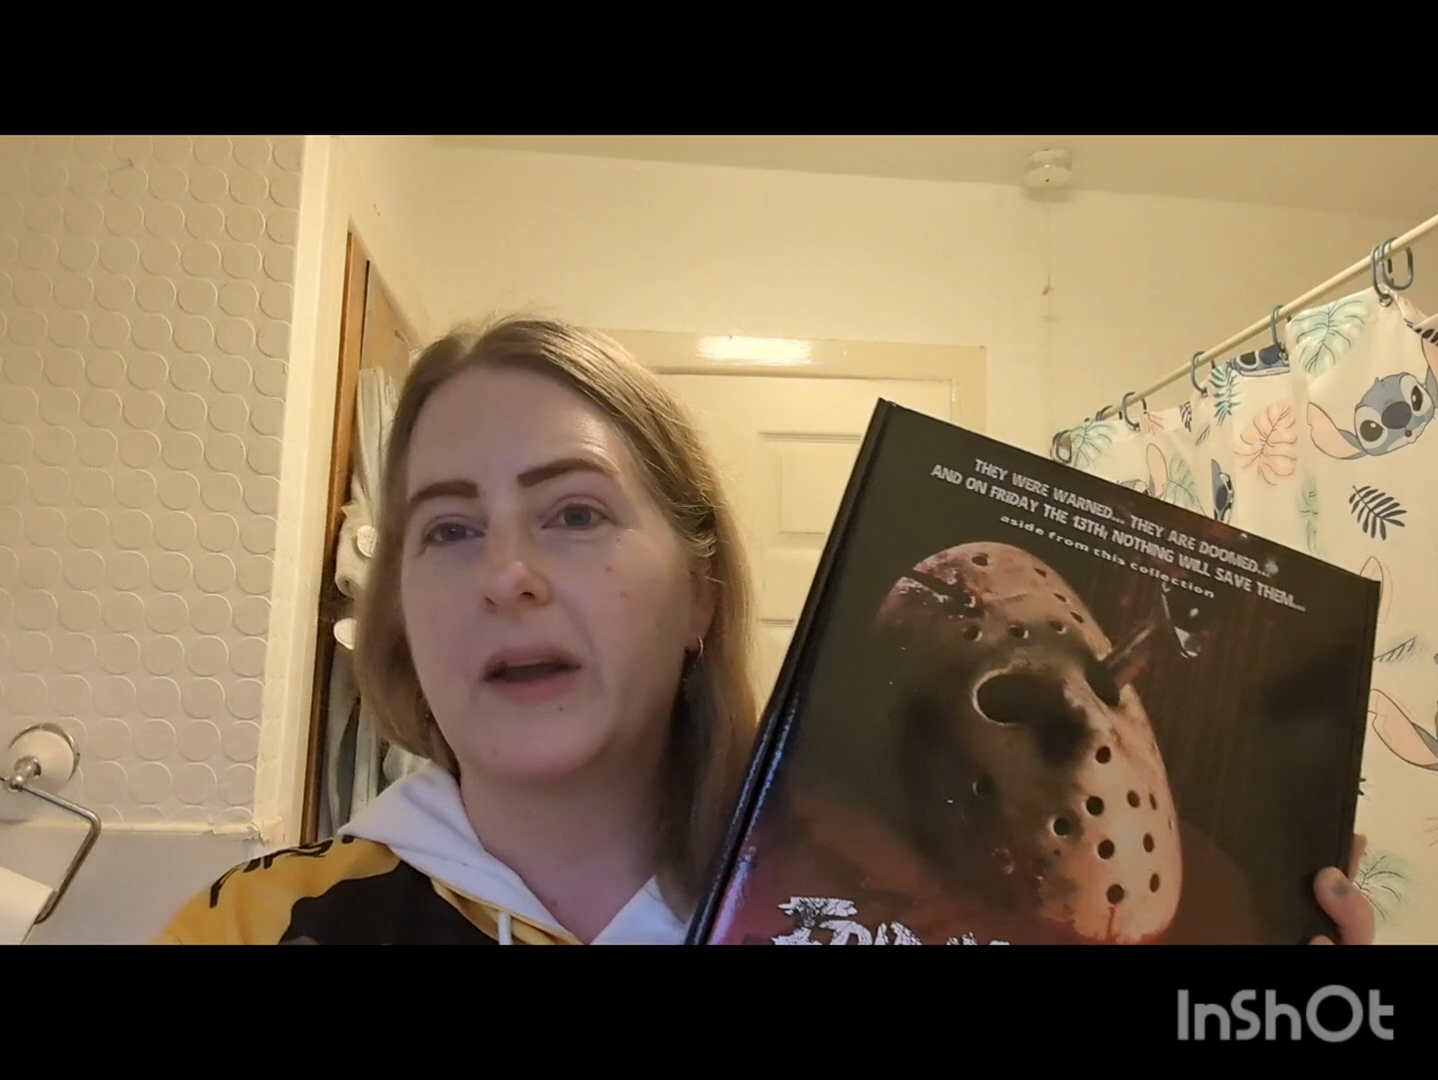 THEY WERE WARNED... THEY ARE DOOMED...
AND ON FRIDAY THE 13TH, NOTHING WILL SAVE THEM...
aside from this collection
InShOt